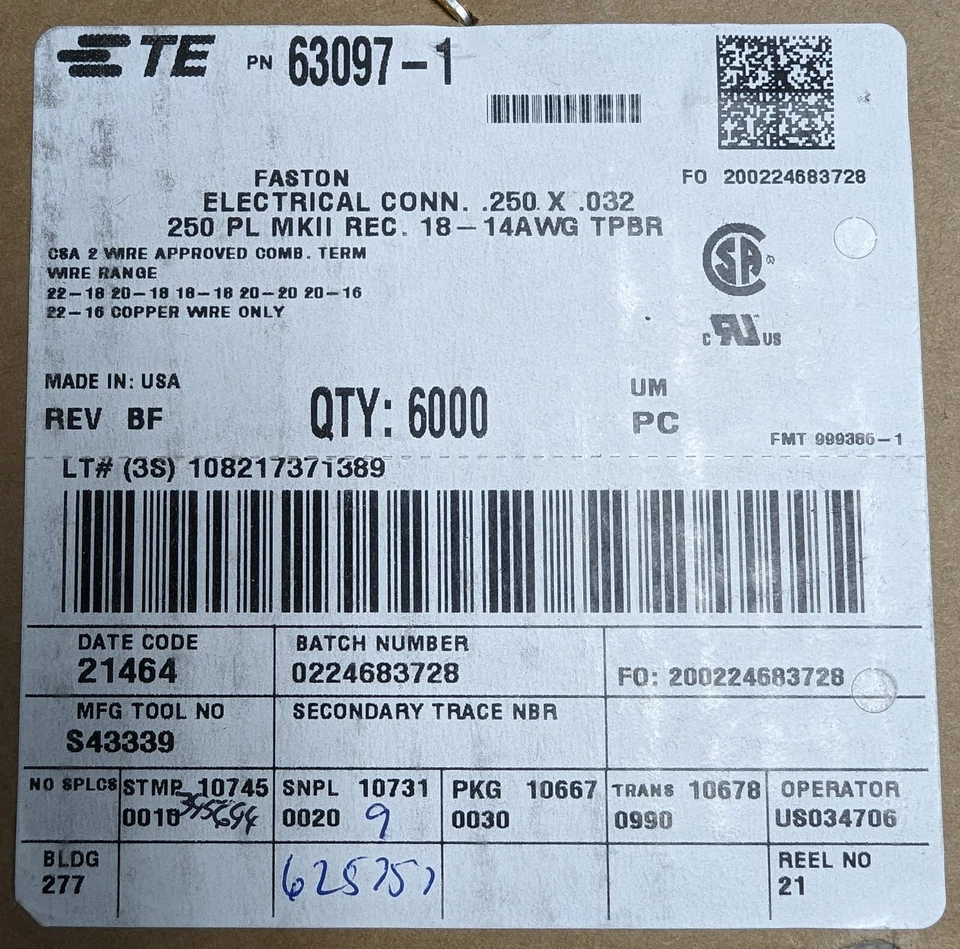 TE PN 63097-1
FASTON
FO 200224683728
ELECTRICAL CONN. .250 X .032
250 PL MKII REC. 18-14AWG TPBR
CSA 2 WIRE APPROVED COMB. TERM
WIRE RANGE
22-18 20-18 18-18 20-20 20-16
22-16 COPPER WIRE ONLY
SA®
C RU US
MADE IN: USA
UM
REV BF
QTY: 6000
PC
FMT 999386-1
LT# (3S) 108217371389
DATE CODE
BATCH NUMBER
21464
0224683728
FO: 200224683728
MFG TOOL NO
SECONDARY TRACE NBR
S43339
NO SPLCS STMP 10745 SNPL 10731 PKG 10667 TRANS 10678 OPERATOR
0010 0020 9 0030 0990 US034706
BLDG
REEL NO
277
21